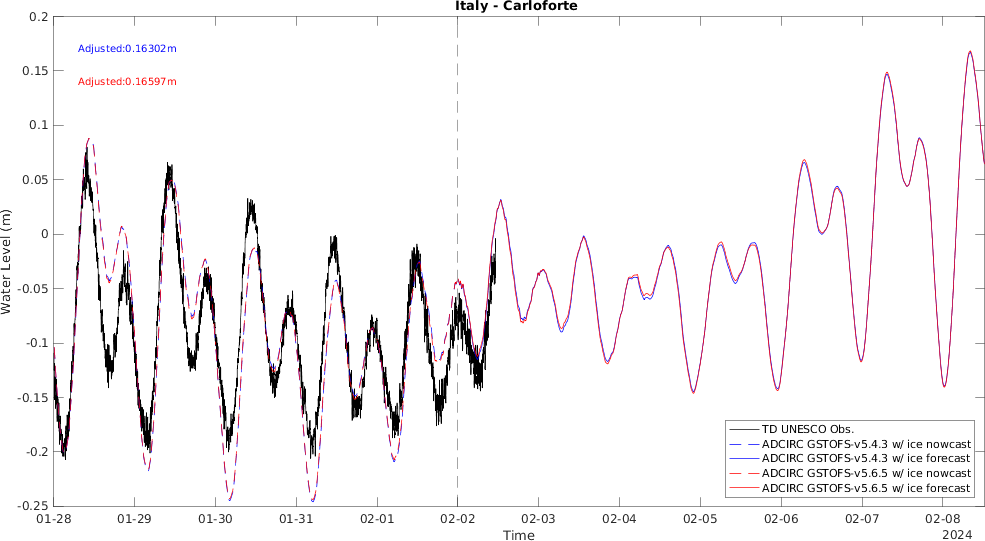 Italy - Carloforte
Adjusted:0.16302m
Adjusted:0.16597m
Water Level (m)
0.2
0.15
0.1
0.05
0
-0.05
-0.1
-0.15
-0.2
-0.25
TD UNESCO Obs.
ADCIRC GSTOFS-v5.4.3 w/ ice nowcast
ADCIRC GSTOFS-v5.4.3 w/ ice forecast
ADCIRC GSTOFS-v5.6.5 w/ ice nowcast
ADCIRC GSTOFS-v5.6.5 w/ ice forecast
01-28 01-29 01-30 01-31 02-01 02-02 02-03 02-04 02-05 02-06 02-07 02-08
Time
2024